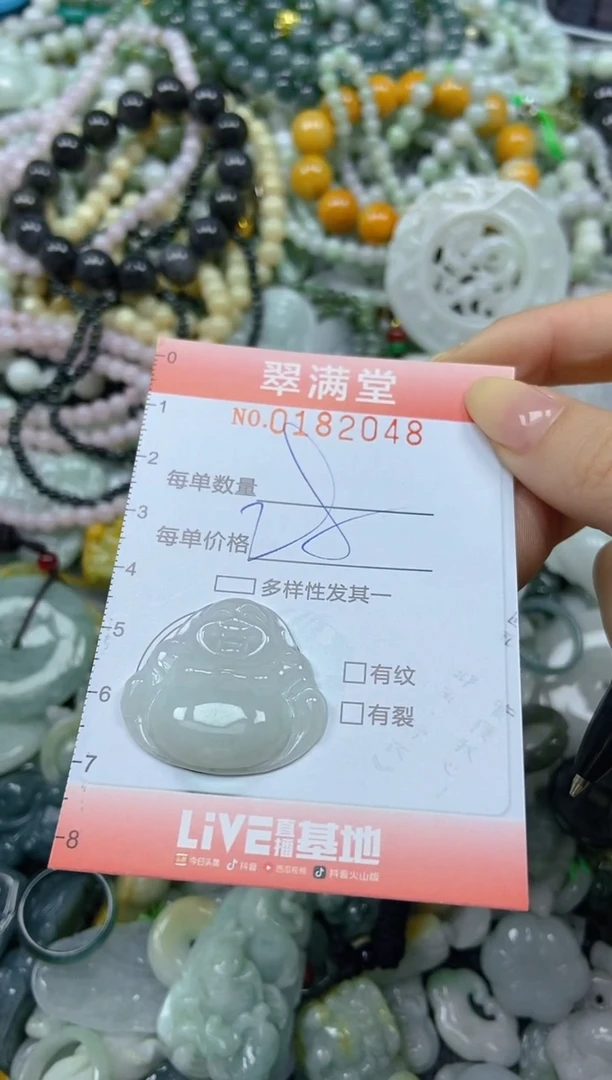 0
翠满堂
1
NO.0182048
2
每单数量
3
每单价格 28
4
多样性发其一
5
有纹
6
有裂
7
LiVE直播基地
今日头条 抖音 西瓜视频 抖音火山版
8